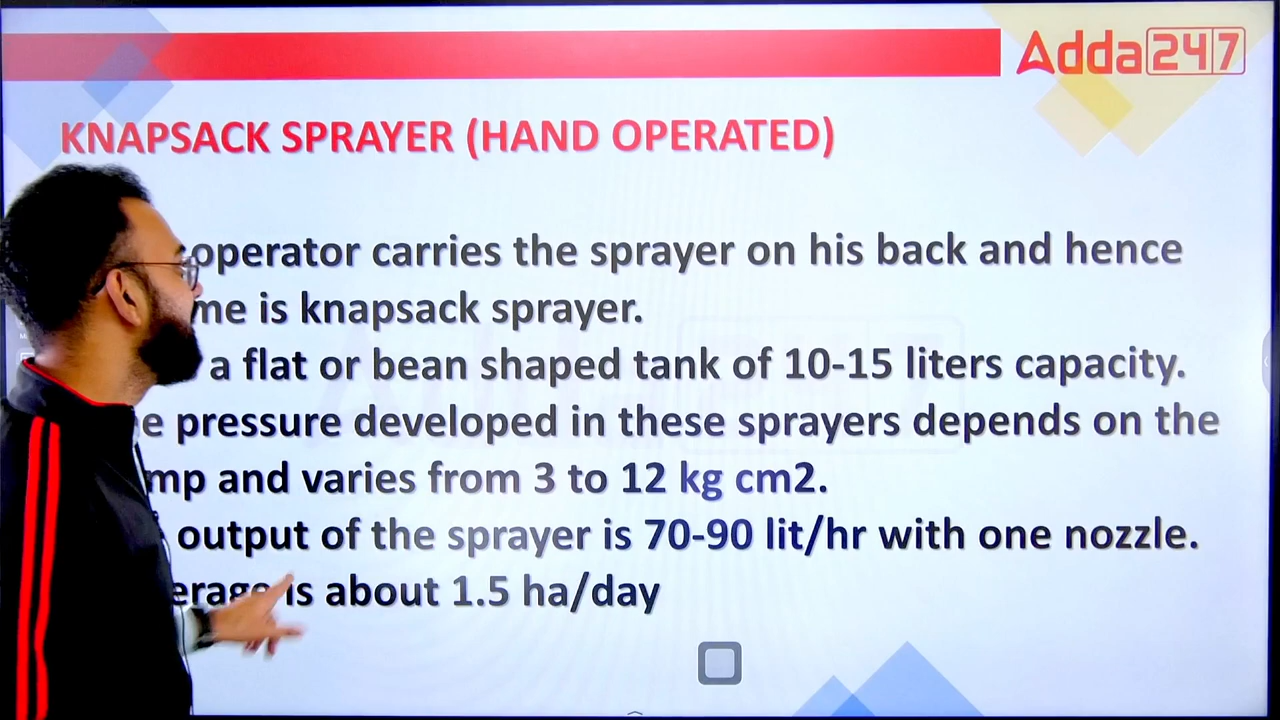 Adda247
KNAPSACK SPRAYER (HAND OPERATED)
operator carries the sprayer on his back and hence
me is knapsack sprayer.
a flat or bean shaped tank of 10-15 liters capacity.
e pressure developed in these sprayers depends on the
mp and varies from 3 to 12 kg cm2.
output of the sprayer is 70-90 lit/hr with one nozzle.
erage is about 1.5 ha/day